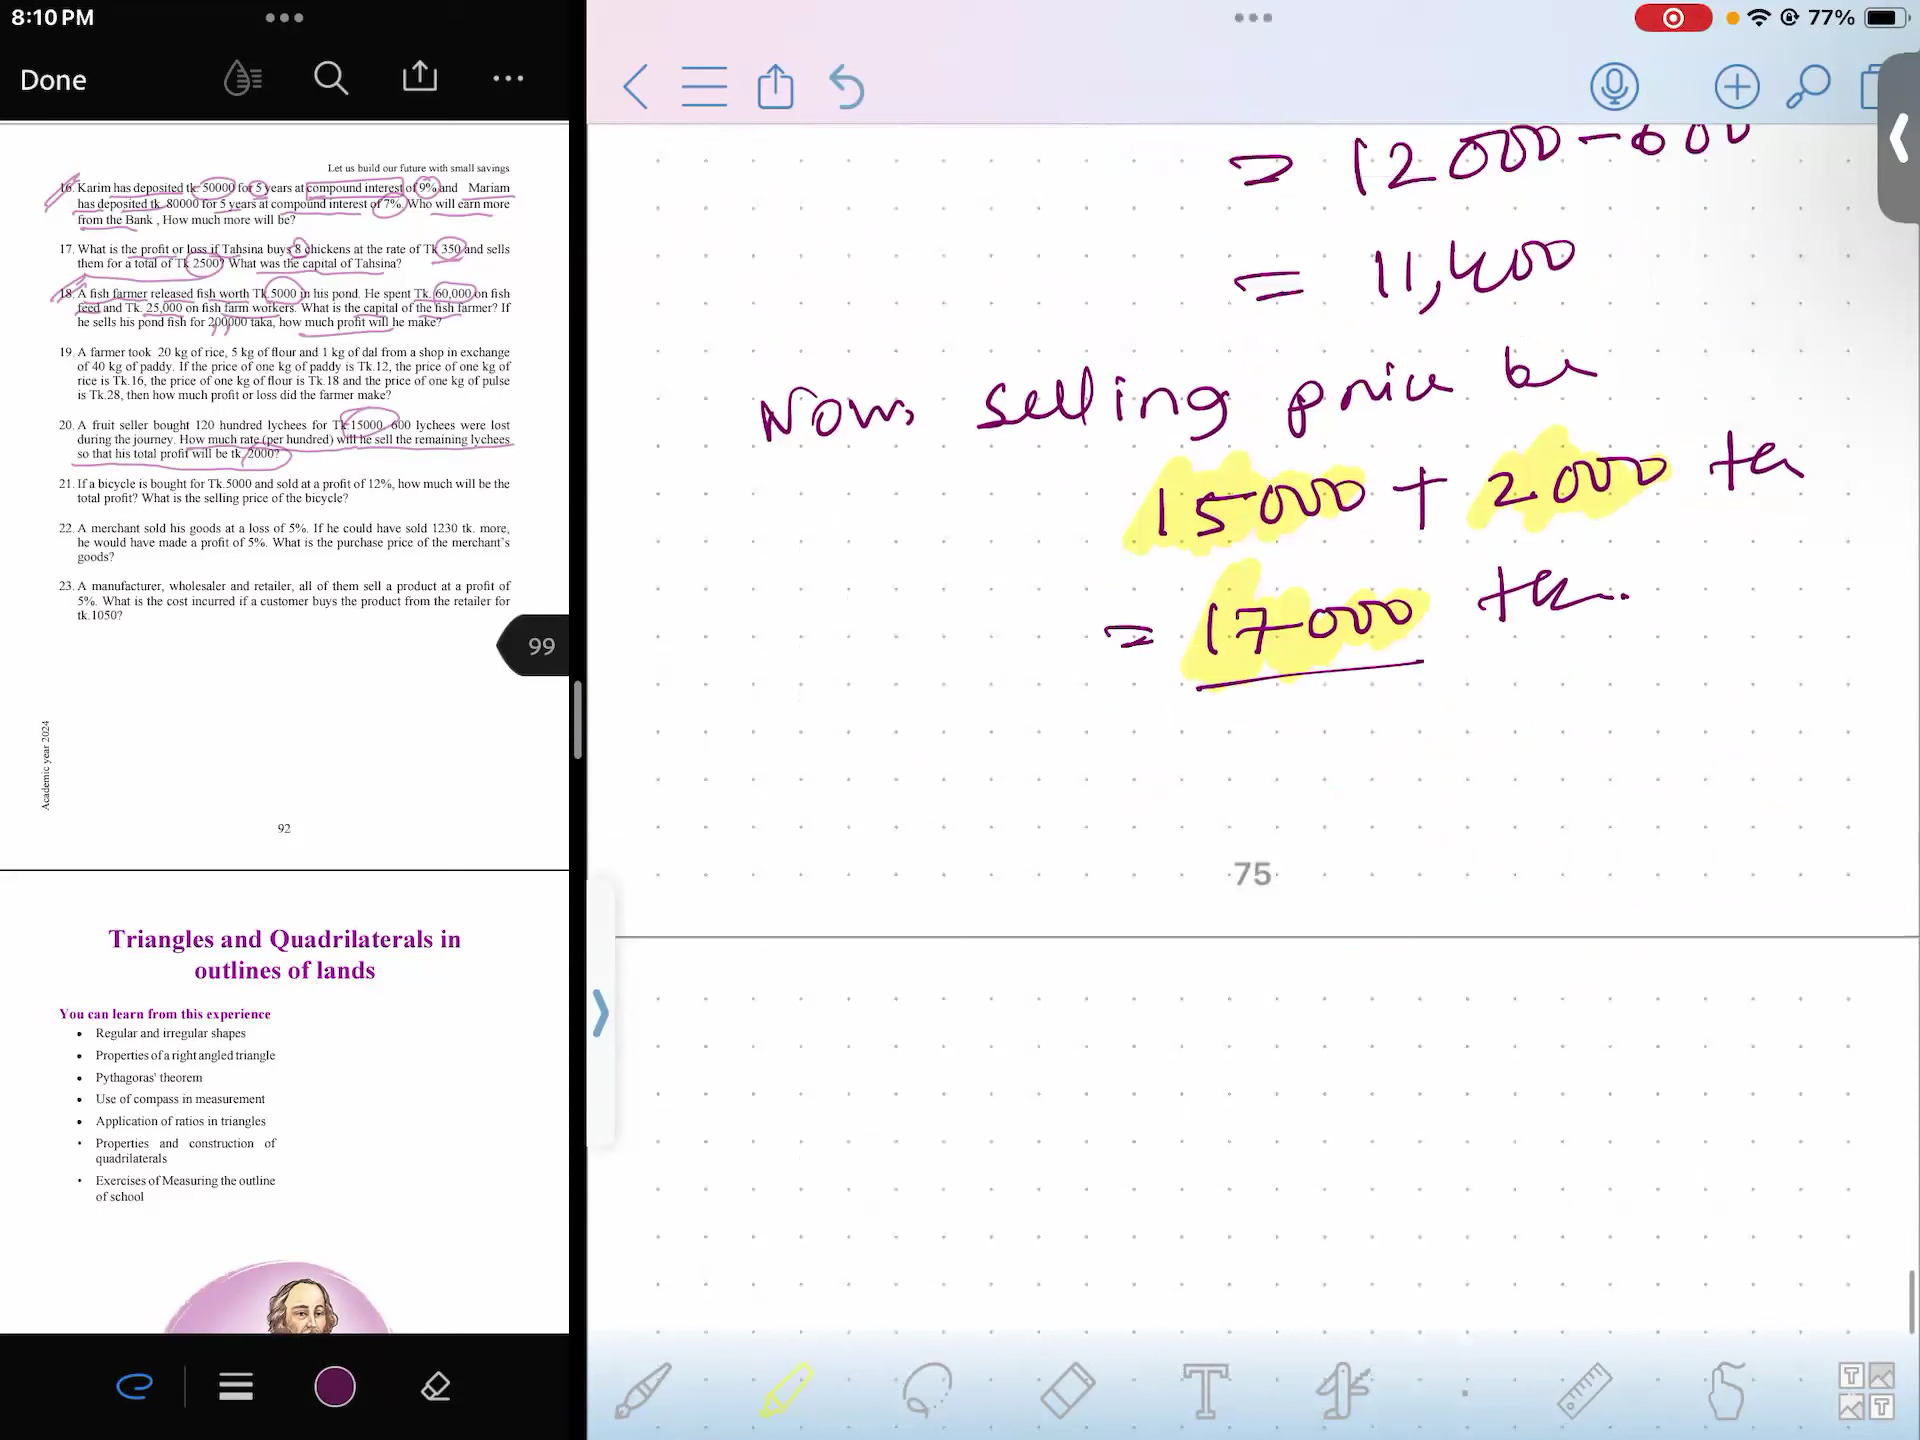 8:10 PM
77%
Done
Let us build our future with small savings
16. Karim has deposited tk. 50000 for 5 years at compound interest of 9% and Mariam
has deposited tk. 80000 for 5 years at compound interest of 7%. Who will earn more
from the Bank , How much more will be?
17. What is the profit or loss if Tahsina buys 8 chickens at the rate of Tk 350 and sells
them for a total of Tk 2500? What was the capital of Tahsina?
18. A fish farmer released fish worth Tk.5000 in his pond. He spent Tk. 60,000 on fish
feed and Tk. 25,000 on fish farm workers. What is the capital of the fish farmer? If
he sells his pond fish for 200000 taka, how much profit will he make?
19. A farmer took 20 kg of rice, 5 kg of flour and 1 kg of dal from a shop in exchange
of 40 kg of paddy. If the price of one kg of paddy is Tk.12, the price of one kg of
rice is Tk.16, the price of one kg of flour is Tk.18 and the price of one kg of pulse
is Tk.28, then how much profit or loss did the farmer make?
20. A fruit seller bought 120 hundred lychees for Tk.15000. 600 lychees were lost
during the journey. How much rate (per hundred) will he sell the remaining lychees
so that his total profit will be tk. 2000?
21. If a bicycle is bought for Tk.5000 and sold at a profit of 12%, how much will be the
total profit? What is the selling price of the bicycle?
22. A merchant sold his goods at a loss of 5%. If he could have sold 1230 tk. more,
he would have made a profit of 5%. What is the purchase price of the merchant's
goods?
23. A manufacturer, wholesaler and retailer, all of them sell a product at a profit of
5%. What is the cost incurred if a customer buys the product from the retailer for
tk.1050?
99
Academic year 2024
92
Triangles and Quadrilaterals in
outlines of lands
You can learn from this experience
• Regular and irregular shapes
• Properties of a right angled triangle
• Pythagoras' theorem
• Use of compass in measurement
• Application of ratios in triangles
• Properties and construction of
quadrilaterals
• Exercises of Measuring the outline
of school
= 12000 - 600
= 11,400
Now, selling price be
15000 + 2000 tk
= 17000 tk.
75